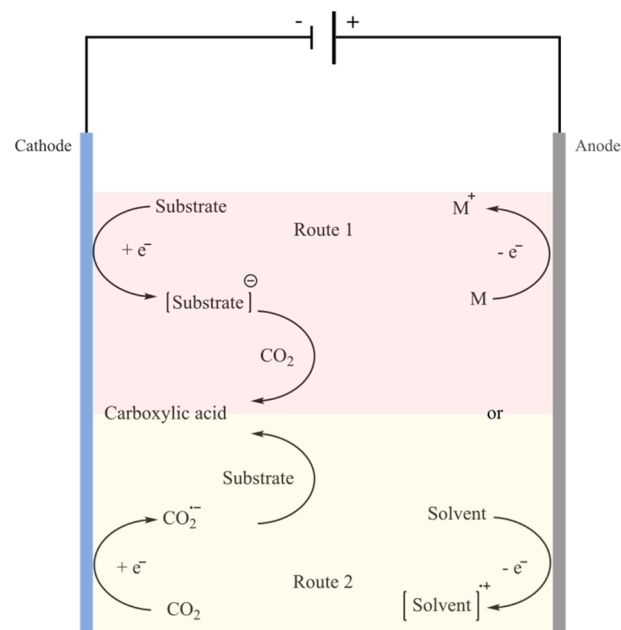 - +
Cathode
Anode
Substrate
M⁺
Route 1
+ e⁻
- e⁻
[Substrate]⊖
M
CO₂
Carboxylic acid
or
Substrate
CO₂•⁻
Solvent
+ e⁻
- e⁻
Route 2
CO₂
[Solvent]•⁺